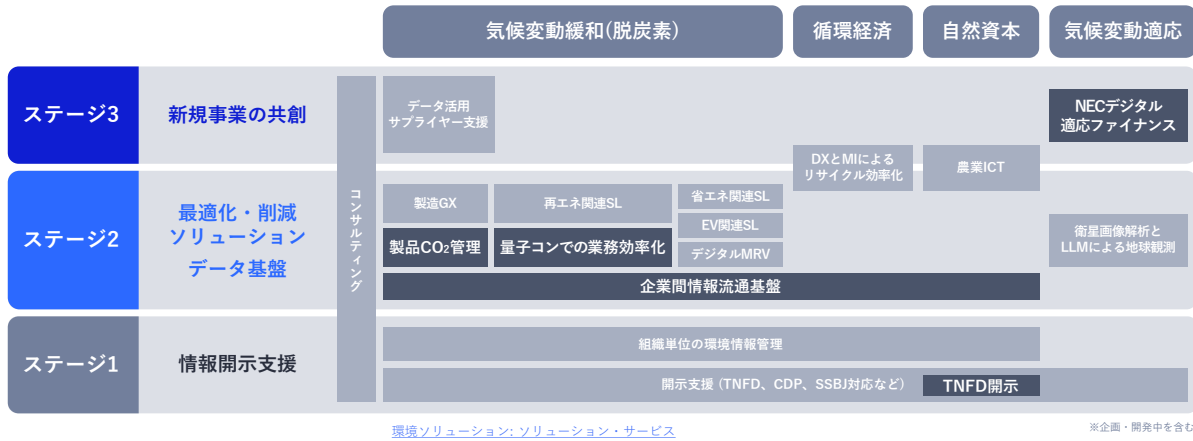 気候変動緩和(脱炭素)
循環経済
自然資本
気候変動適応
ステージ3
新規事業の共創
コンサルティング
データ活用
サプライヤー支援
NECデジタル
適応ファイナンス
DXとMIによる
リサイクル効率化
農業ICT
ステージ2
最適化・削減
ソリューション
データ基盤
製造GX
再エネ関連SL
省エネ関連SL
EV関連SL
デジタルMRV
製品CO₂管理
量子コンでの業務効率化
衛星画像解析と
LLMによる地球観測
企業間情報流通基盤
ステージ1
情報開示支援
組織単位の環境情報管理
開示支援 (TNFD、CDP、SSBJ対応など)
TNFD開示
環境ソリューション: ソリューション・サービス
※企画・開発中を含む